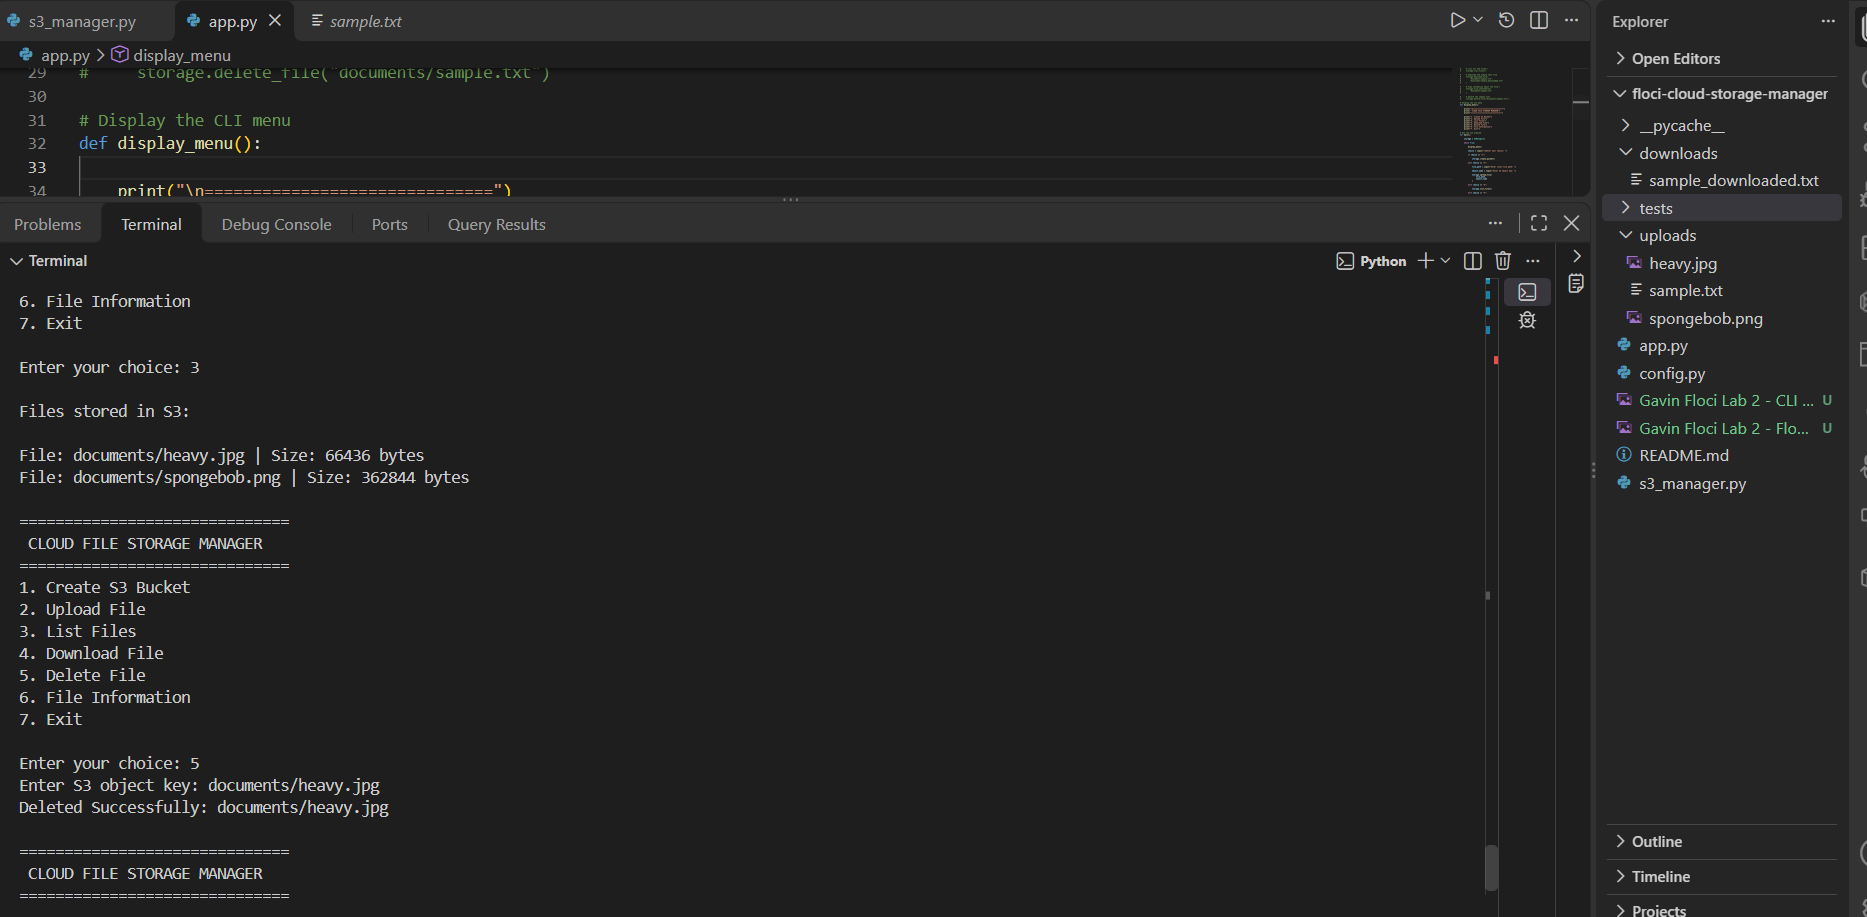 s3_manager.py
app.py
sample.txt
app.py > display_menu
29 #     storage.delete_file("documents/sample.txt")
30
31 # Display the CLI menu
32 def display_menu():
33
34     print("\n================================")
Problems
Terminal
Debug Console
Ports
Query Results
Terminal
Python
6. File Information
7. Exit
Enter your choice: 3
Files stored in S3:
File: documents/heavy.jpg | Size: 66436 bytes
File: documents/spongebob.png | Size: 362844 bytes
==============================
CLOUD FILE STORAGE MANAGER
==============================
1. Create S3 Bucket
2. Upload File
3. List Files
4. Download File
5. Delete File
6. File Information
7. Exit
Enter your choice: 5
Enter S3 object key: documents/heavy.jpg
Deleted Successfully: documents/heavy.jpg
==============================
CLOUD FILE STORAGE MANAGER
==============================
Explorer
Open Editors
floci-cloud-storage-manager
__pycache__
downloads
sample_downloaded.txt
tests
uploads
heavy.jpg
sample.txt
spongebob.png
app.py
config.py
Gavin Floci Lab 2 - CLI ... U
Gavin Floci Lab 2 - Flo... U
README.md
s3_manager.py
Outline
Timeline
Projects